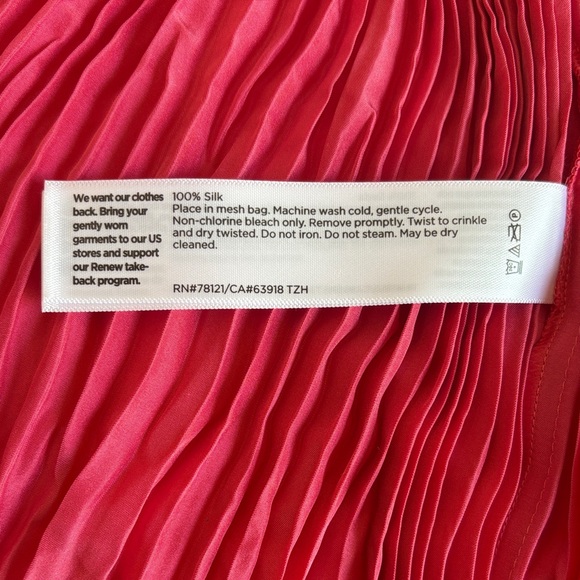 We want our clothes
back. Bring your
gently worn
garments to our US
stores and support
our Renew take-
back program.
100% Silk
Place in mesh bag. Machine wash cold, gentle cycle.
Non-chlorine bleach only. Remove promptly. Twist to crinkle
and dry twisted. Do not iron. Do not steam. May be dry
cleaned.
RN#78121/CA#63918 TZH
P